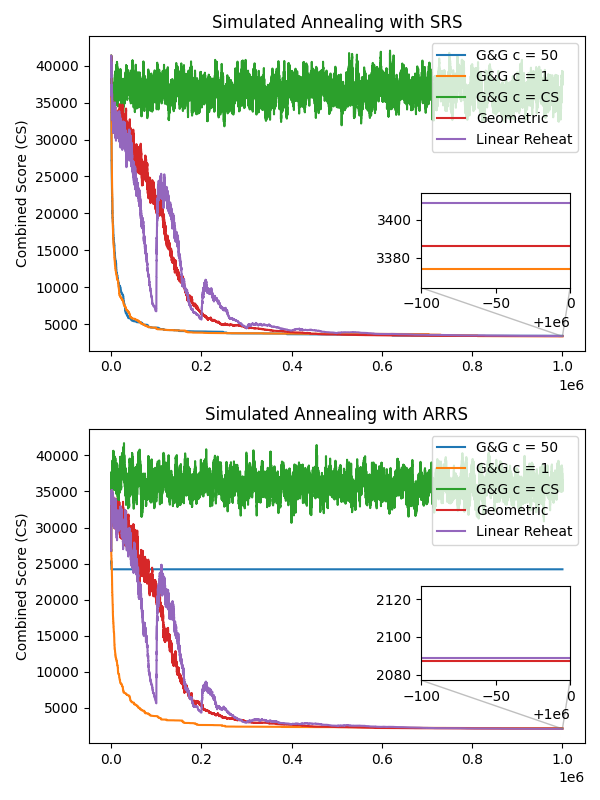 Simulated Annealing with SRS
Combined Score (CS)
40000
35000
30000
25000
20000
15000
10000
5000
G&G c = 50
G&G c = 1
G&G c = CS
Geometric
Linear Reheat
3400
3380
−100
−50
0
+1e6
0.0
0.2
0.4
0.6
0.8
1.0
1e6
Simulated Annealing with ARRS
Combined Score (CS)
40000
35000
30000
25000
20000
15000
10000
5000
G&G c = 50
G&G c = 1
G&G c = CS
Geometric
Linear Reheat
2120
2100
2080
−100
−50
0
+1e6
0.0
0.2
0.4
0.6
0.8
1.0
1e6